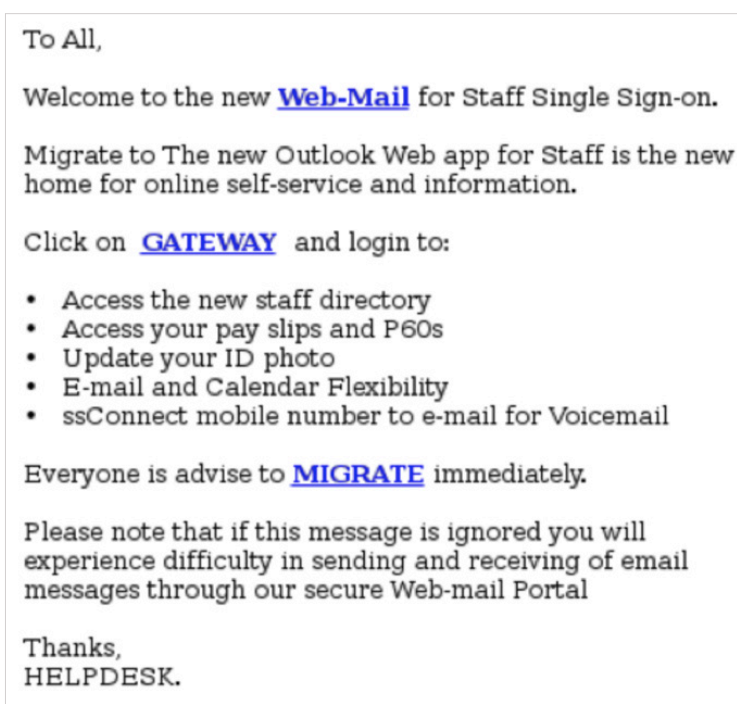 To All,
Welcome to the new Web-Mail for Staff Single Sign-on.
Migrate to The new Outlook Web app for Staff is the new
home for online self-service and information.
Click on GATEWAY and login to:
• Access the new staff directory
• Access your pay slips and P60s
• Update your ID photo
• E-mail and Calendar Flexibility
• ssConnect mobile number to e-mail for Voicemail
Everyone is advise to MIGRATE immediately.
Please note that if this message is ignored you will
experience difficulty in sending and receiving of email
messages through our secure Web-mail Portal
Thanks,
HELPDESK.